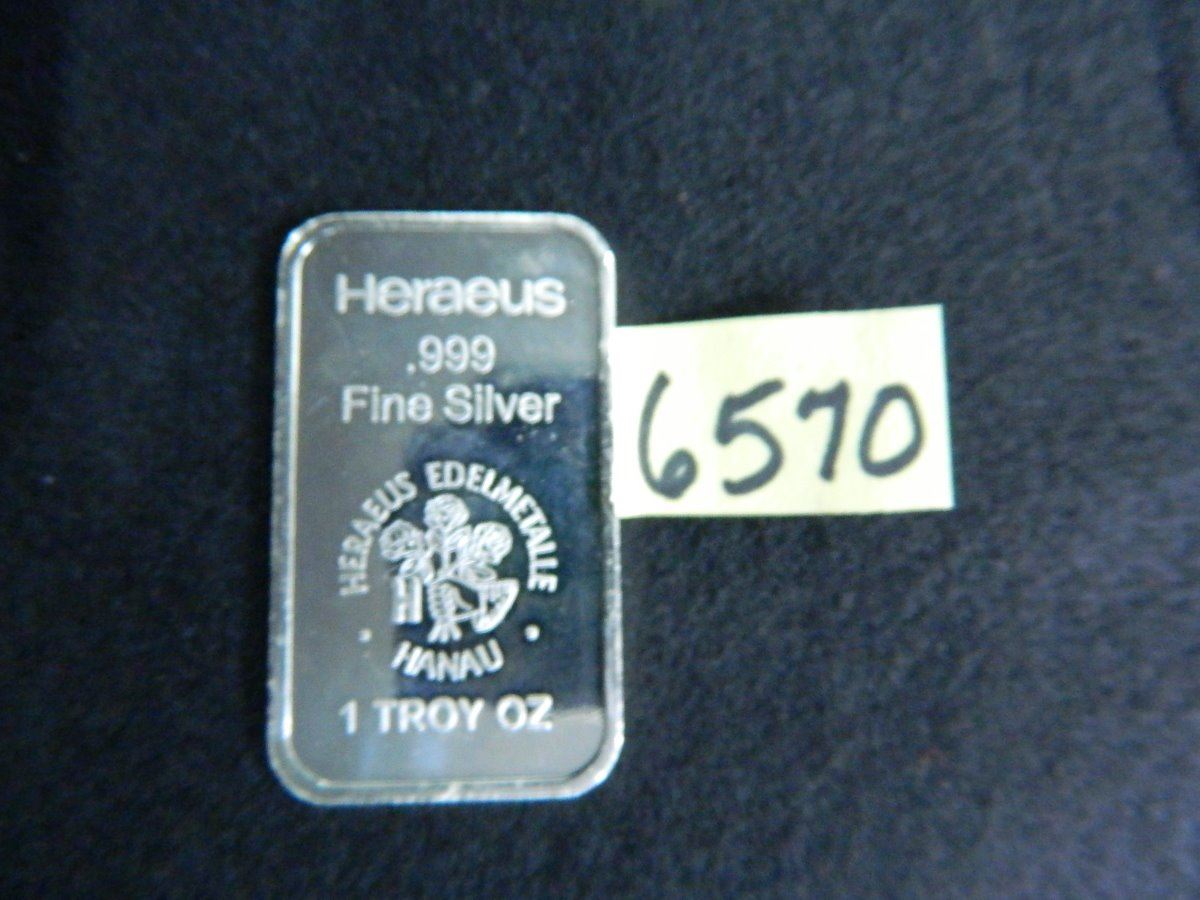 Heraeus
.999
Fine Silver
HERAEUS EDELMETALLE
H
· HANAU ·
1 TROY OZ
6570